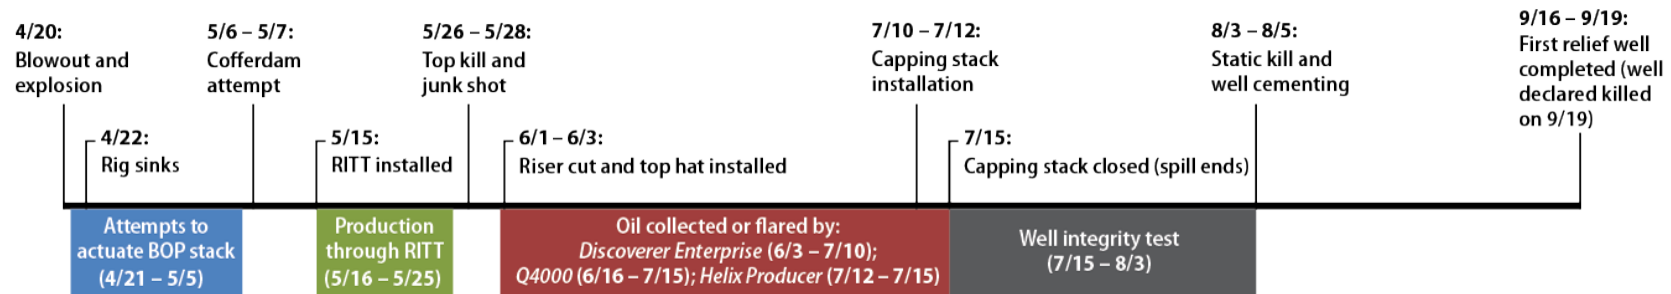 4/20:
Blowout and
explosion
4/22:
Rig sinks
5/6 – 5/7:
Cofferdam
attempt
5/15:
RITT installed
5/26 – 5/28:
Top kill and
junk shot
6/1 – 6/3:
Riser cut and top hat installed
7/10 – 7/12:
Capping stack
installation
7/15:
Capping stack closed (spill ends)
8/3 – 8/5:
Static kill and
well cementing
9/16 – 9/19:
First relief well
completed (well
declared killed
on 9/19)
Attempts to
actuate BOP stack
(4/21 – 5/5)
Production
through RITT
(5/16 – 5/25)
Oil collected or flared by:
Discoverer Enterprise (6/3 – 7/10);
Q4000 (6/16 – 7/15); Helix Producer (7/12 – 7/15)
Well integrity test
(7/15 – 8/3)